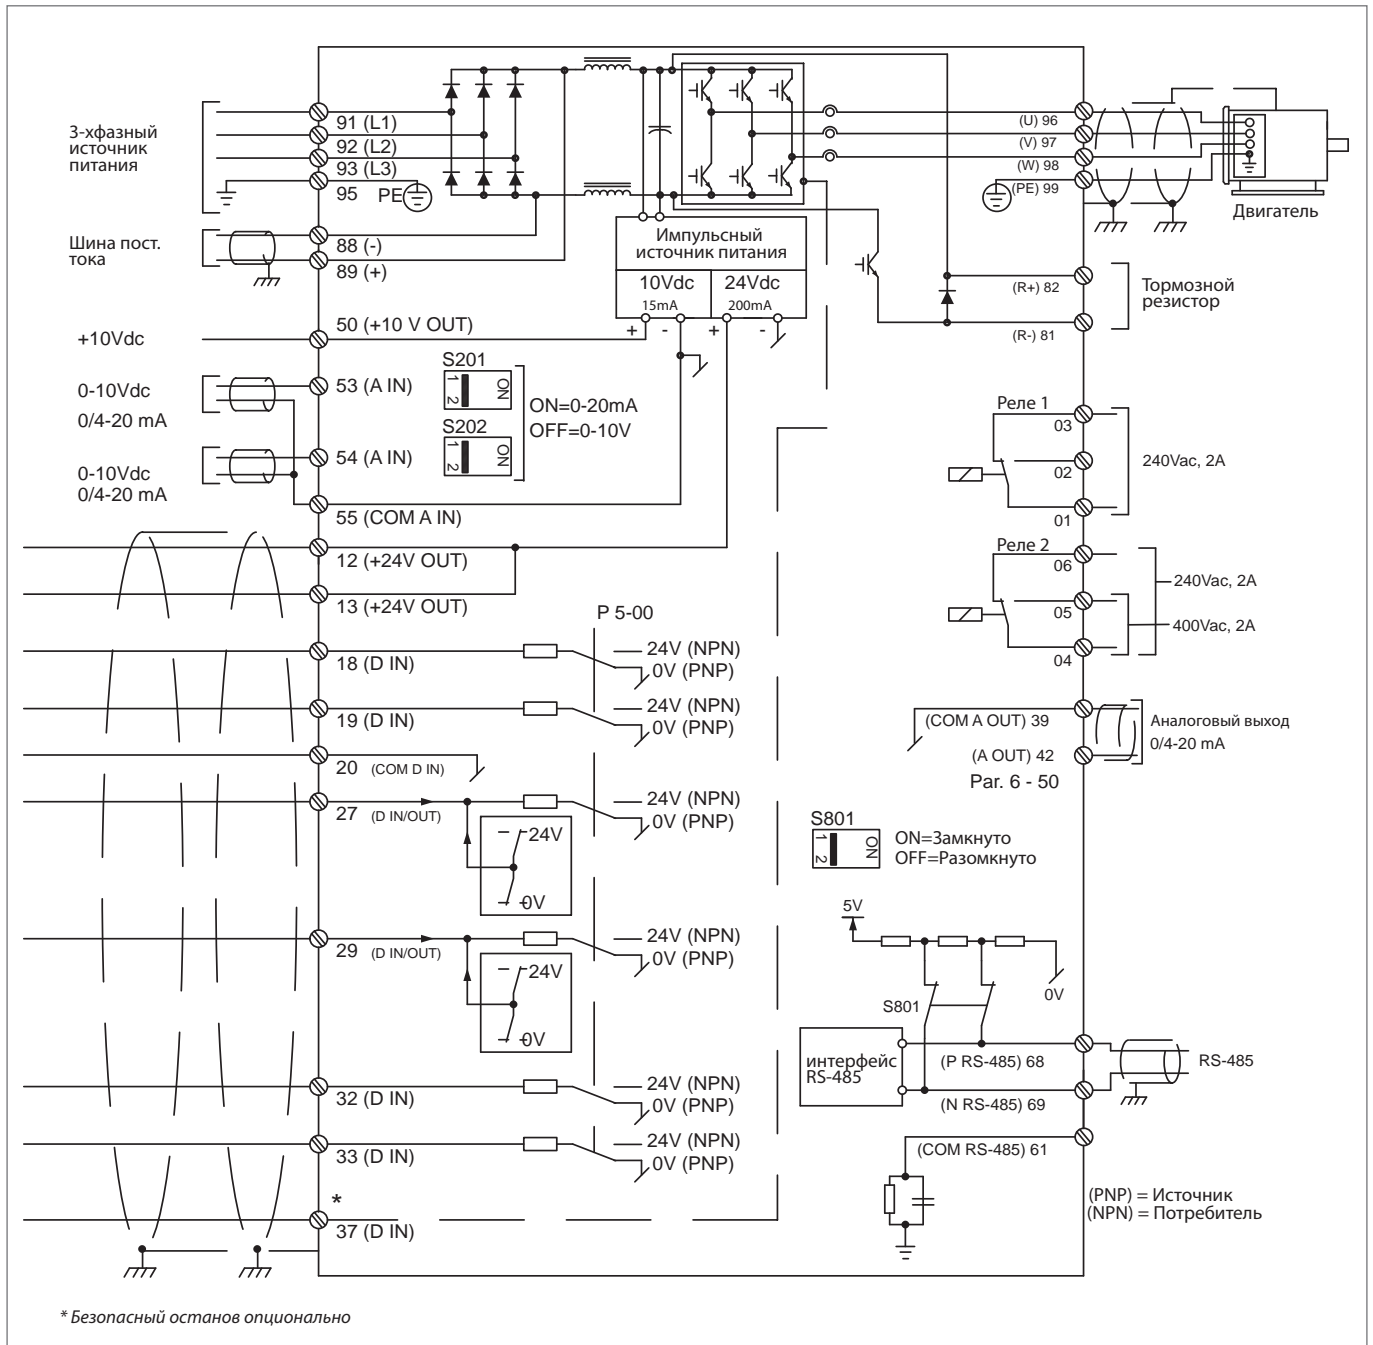 3-хфазный
источник
питания
91 (L1)
92 (L2)
93 (L3)
95 PE
Шина пост.
тока
88 (-)
89 (+)
+10Vdc
50 (+10 V OUT)
0-10Vdc
0/4-20 mA
53 (A IN)
S201
1
2
ON
ON=0-20mA
OFF=0-10V
S202
1
2
ON
0-10Vdc
0/4-20 mA
54 (A IN)
55 (COM A IN)
12 (+24V OUT)
13 (+24V OUT)
P 5-00
18 (D IN)
24V (NPN)
0V (PNP)
19 (D IN)
24V (NPN)
0V (PNP)
20 (COM D IN)
27 (D IN/OUT)
24V (NPN)
0V (PNP)
24V
0V
29 (D IN/OUT)
24V (NPN)
0V (PNP)
24V
0V
32 (D IN)
24V (NPN)
0V (PNP)
33 (D IN)
24V (NPN)
0V (PNP)
*
37 (D IN)
Импульсный
источник питания
10Vdc
15mA
24Vdc
200mA
+ - + -
(U) 96
(V) 97
(W) 98
(PE) 99
Двигатель
(R+) 82
Тормозной
резистор
(R-) 81
Реле 1
03
02
01
240Vac, 2A
Реле 2
06
05
04
240Vac, 2A
400Vac, 2A
(COM A OUT) 39
(A OUT) 42
Par. 6 - 50
Аналоговый выход
0/4-20 mA
S801
1
2
ON
ON=Замкнуто
OFF=Разомкнуто
5V
0V
S801
интерфейс
RS-485
(P RS-485) 68
(N RS-485) 69
RS-485
(COM RS-485) 61
(PNP) = Источник
(NPN) = Потребитель
* Безопасный останов опционально